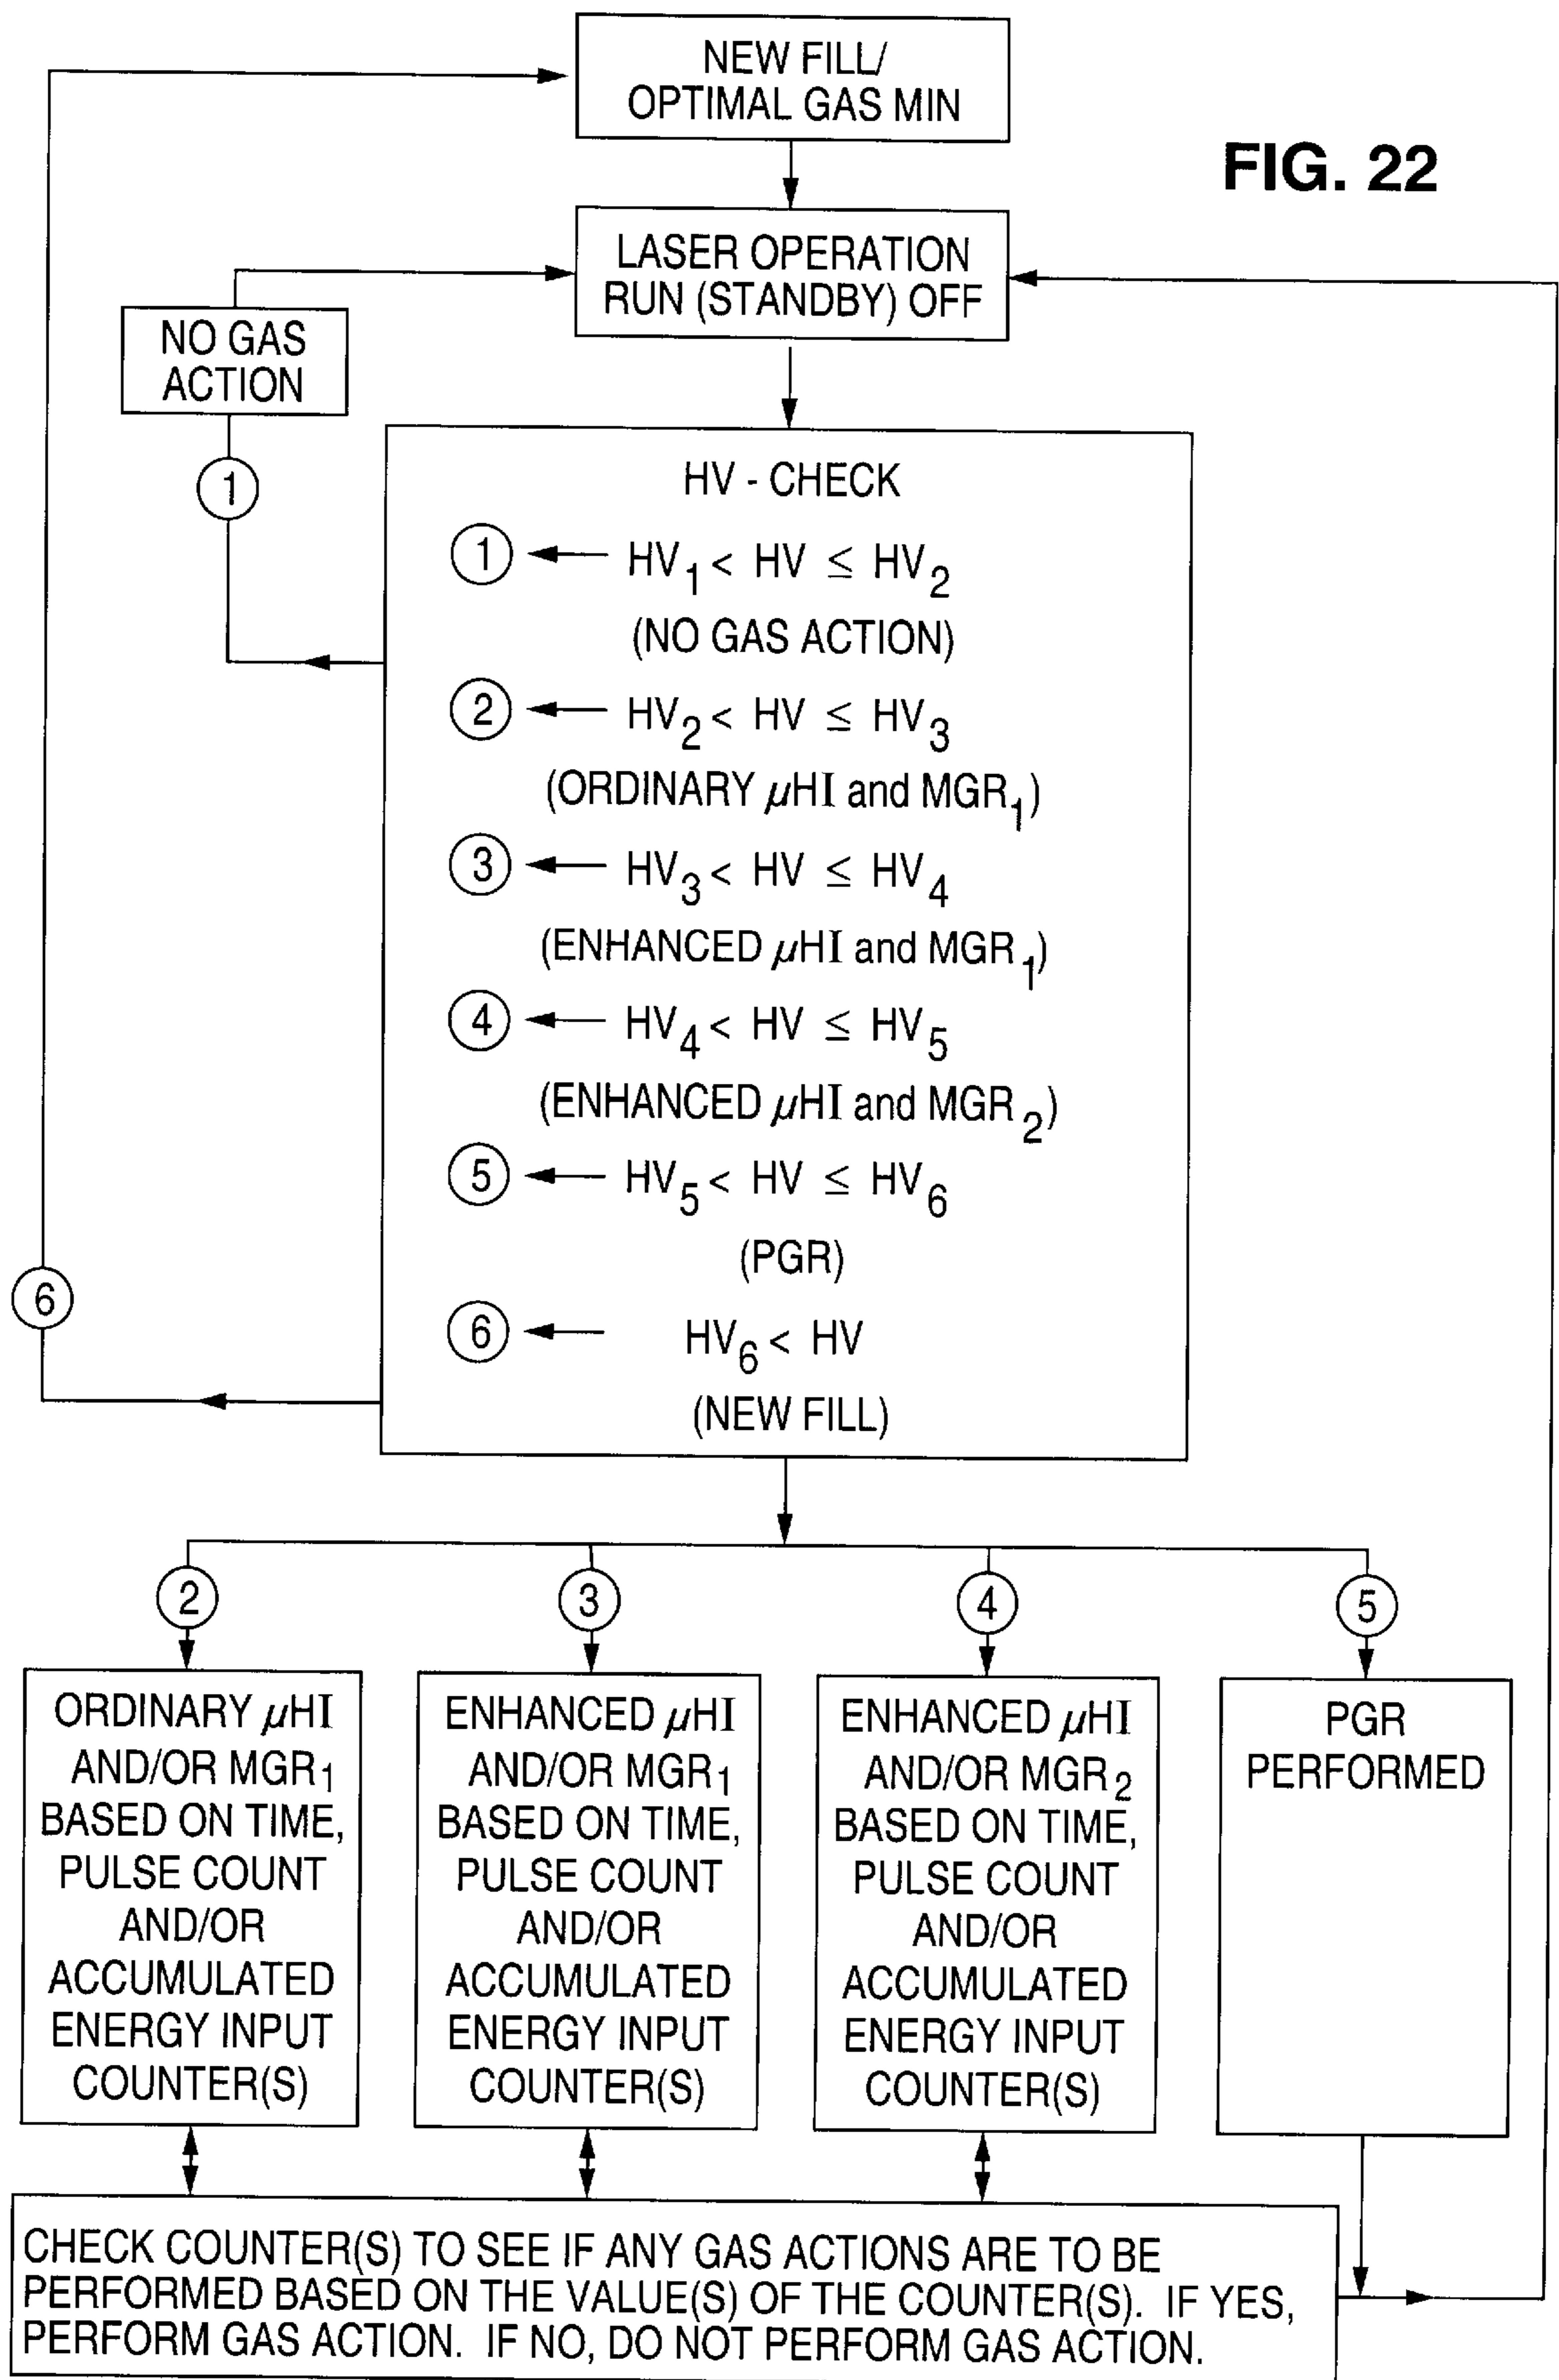 NEW FILL/
OPTIMAL GAS MIN
FIG. 22
LASER OPERATION
RUN (STANDBY) OFF
NO GAS
ACTION
1
HV - CHECK
1 HV1 < HV ≤ HV2
(NO GAS ACTION)
2 HV2 < HV ≤ HV3
(ORDINARY μHI and MGR1)
3 HV3 < HV ≤ HV4
(ENHANCED μHI and MGR1)
4 HV4 < HV ≤ HV5
(ENHANCED μHI and MGR2)
5 HV5 < HV ≤ HV6
(PGR)
6
6 HV6 < HV
(NEW FILL)
2
3
4
5
ORDINARY μHI
AND/OR MGR1
BASED ON TIME,
PULSE COUNT
AND/OR
ACCUMULATED
ENERGY INPUT
COUNTER(S)
ENHANCED μHI
AND/OR MGR1
BASED ON TIME,
PULSE COUNT
AND/OR
ACCUMULATED
ENERGY INPUT
COUNTER(S)
ENHANCED μHI
AND/OR MGR2
BASED ON TIME,
PULSE COUNT
AND/OR
ACCUMULATED
ENERGY INPUT
COUNTER(S)
PGR
PERFORMED
CHECK COUNTER(S) TO SEE IF ANY GAS ACTIONS ARE TO BE
PERFORMED BASED ON THE VALUE(S) OF THE COUNTER(S). IF YES,
PERFORM GAS ACTION. IF NO, DO NOT PERFORM GAS ACTION.